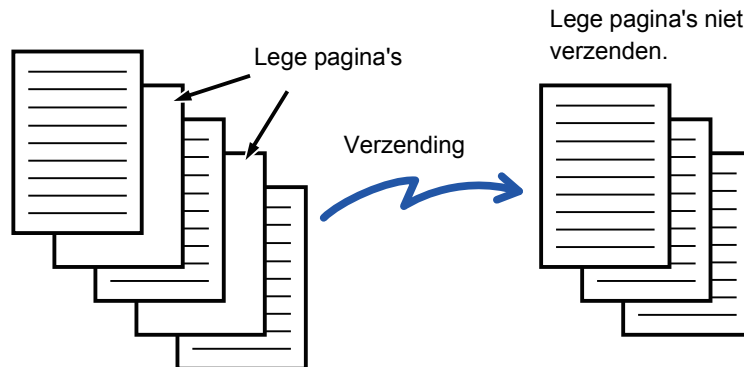 Lege pagina's niet
verzenden.
Lege pagina's
Verzending